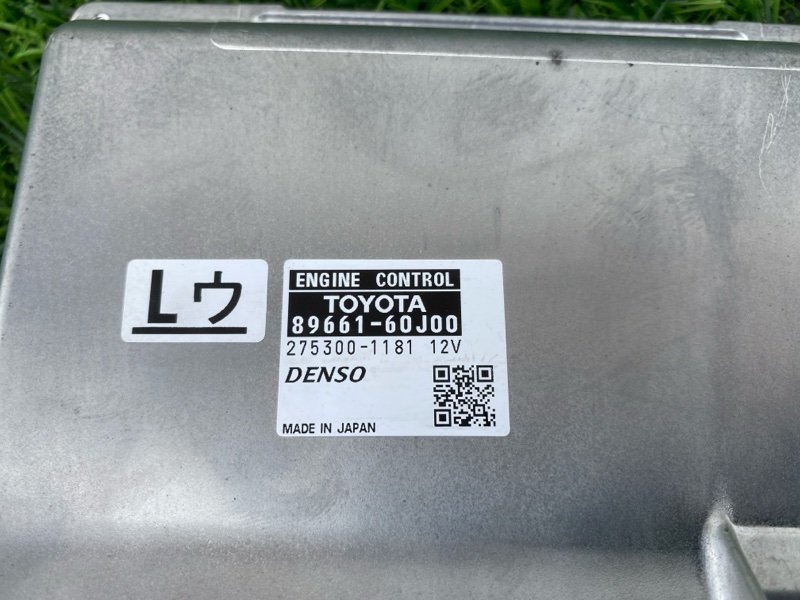 Lウ
ENGINE CONTROL
TOYOTA
89661-60J00
275300-1181 12V
DENSO
MADE IN JAPAN